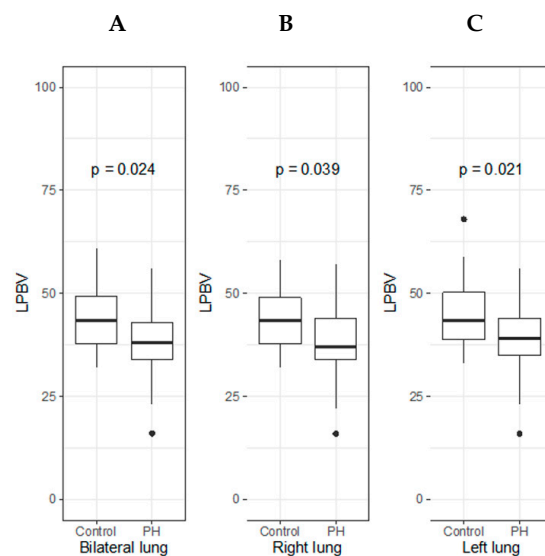 A
B
C
100
75
50
25
0
LPBV
p = 0.024
Control
PH
Bilateral lung
100
75
50
25
0
LPBV
p = 0.039
Control
PH
Right lung
100
75
50
25
0
LPBV
p = 0.021
Control
PH
Left lung